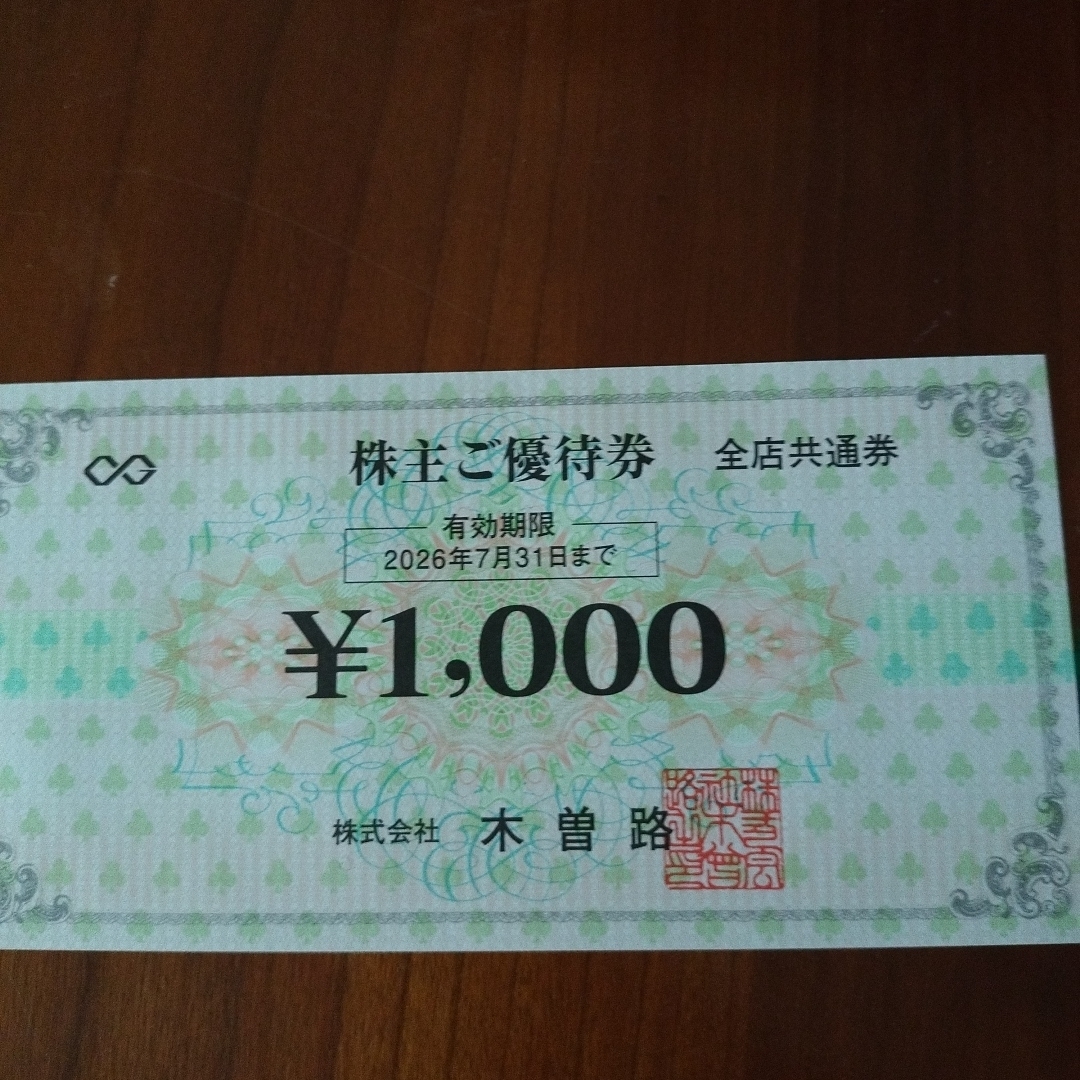 株主ご優待券
全店共通券
有効期限
2026年7月31日まで
¥1,000
株式会社 木曽路